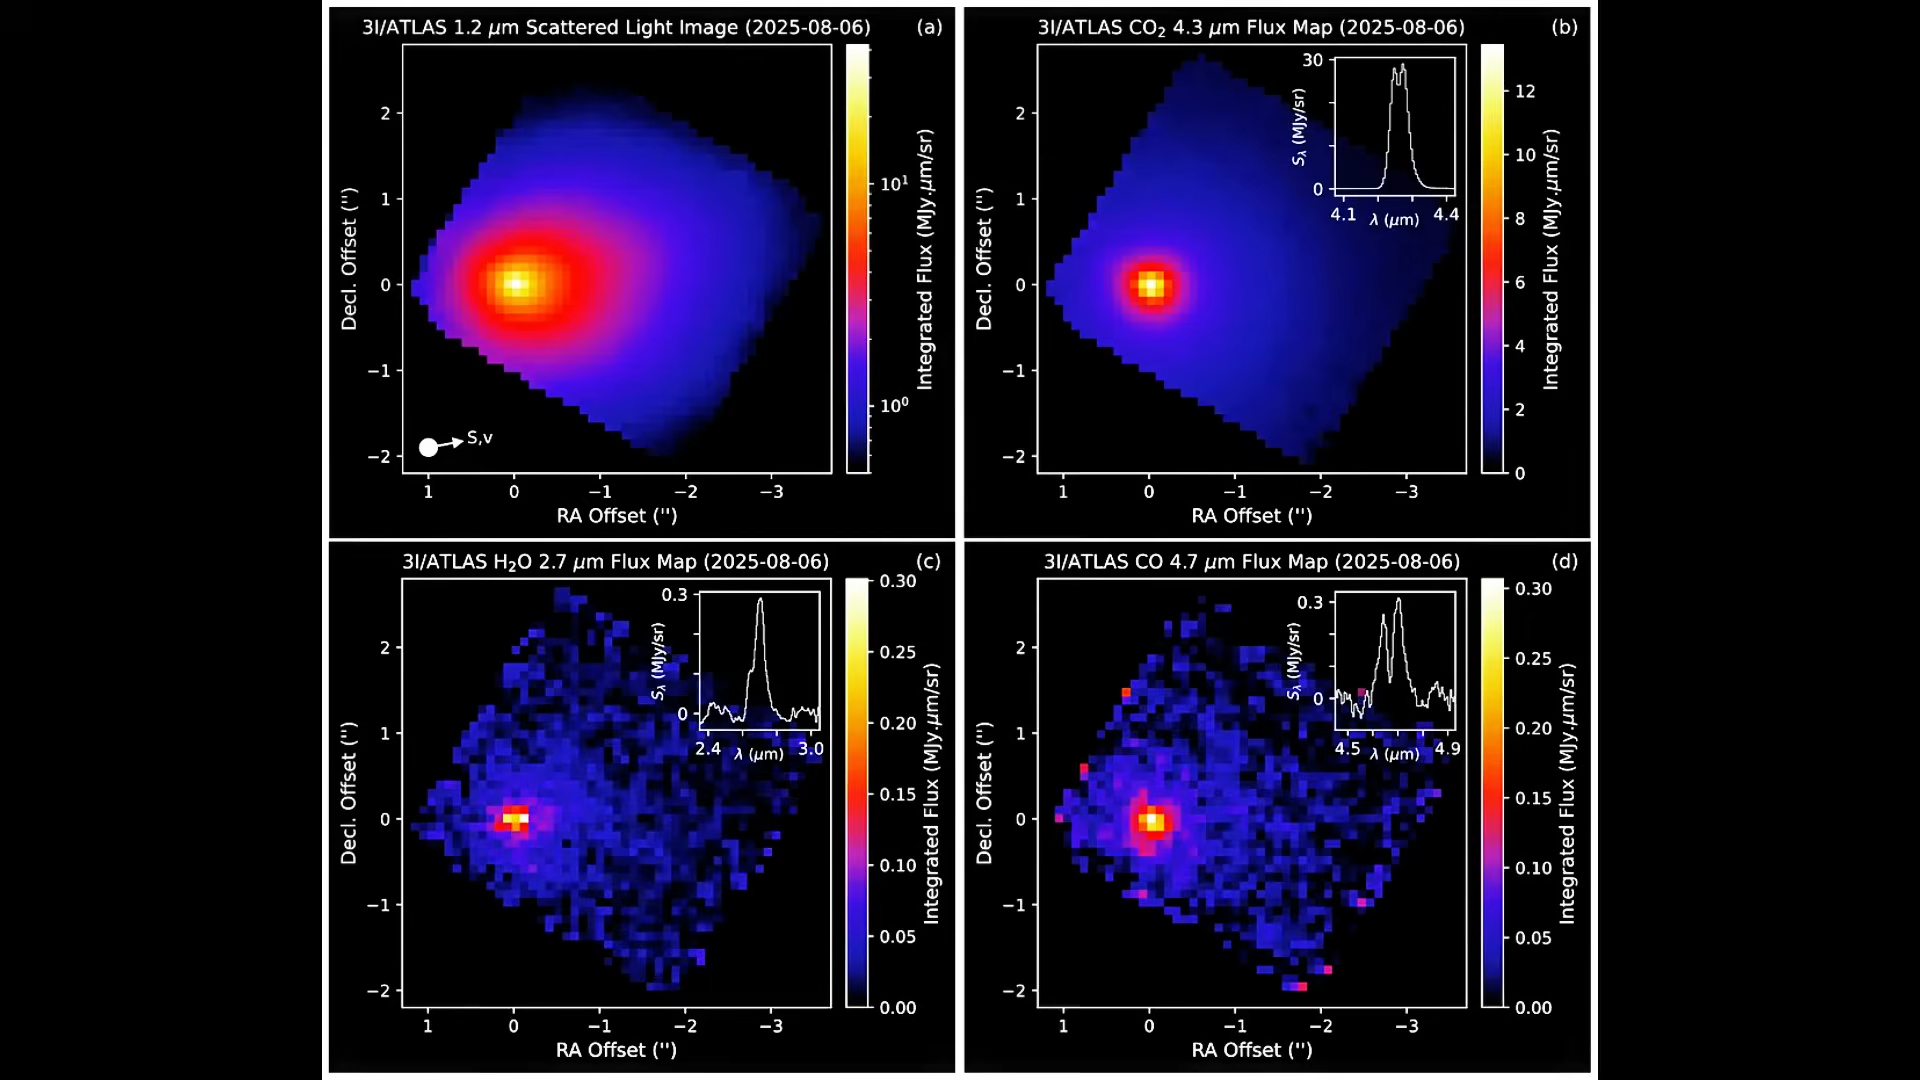 3I/ATLAS 1.2 μm Scattered Light Image (2025-08-06) (a)
Decl. Offset ('')
2
1
0
−1
−2
S,v
1 0 −1 −2 −3
RA Offset ('')
10¹
10⁰
Integrated Flux (MJy.μm/sr)
3I/ATLAS CO₂ 4.3 μm Flux Map (2025-08-06) (b)
Decl. Offset ('')
2
1
0
−1
−2
30
0
Sλ (MJy/sr)
4.1 λ (μm) 4.4
1 0 −1 −2 −3
RA Offset ('')
12
10
8
6
4
2
0
Integrated Flux (MJy.μm/sr)
3I/ATLAS H₂O 2.7 μm Flux Map (2025-08-06) (c)
Decl. Offset ('')
2
1
0
−1
−2
0.3
0
Sλ (MJy/sr)
2.4 λ (μm) 3.0
1 0 −1 −2 −3
RA Offset ('')
0.30
0.25
0.20
0.15
0.10
0.05
0.00
Integrated Flux (MJy.μm/sr)
3I/ATLAS CO 4.7 μm Flux Map (2025-08-06) (d)
Decl. Offset ('')
2
1
0
−1
−2
0.3
0
Sλ (MJy/sr)
4.5 λ (μm) 4.9
1 0 −1 −2 −3
RA Offset ('')
0.30
0.25
0.20
0.15
0.10
0.05
0.00
Integrated Flux (MJy.μm/sr)